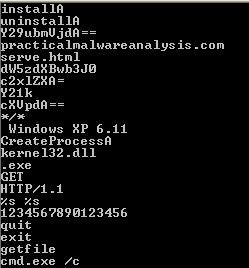 installA
uninstallA
Y29ubmVjdA==
practicalmalwareanalysis.com
serve.html
dW5zdXBwb3J0
c2xlZXA=
Y21k
cXVpdA==
*/*
Windows XP 6.11
CreateProcessA
kernel32.dll
.exe
GET
HTTP/1.1
%s %s
1234567890123456
quit
exit
getfile
cmd.exe /c